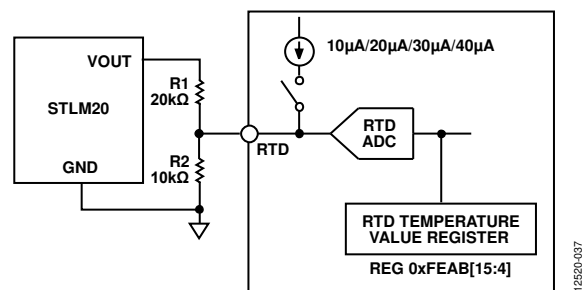 10µA/20µA/30µA/40µA
VOUT
R1
20kΩ
STLM20
RTD
RTD
ADC
R2
10kΩ
GND
RTD TEMPERATURE
VALUE REGISTER
REG 0xFEAB[15:4]
12520-037